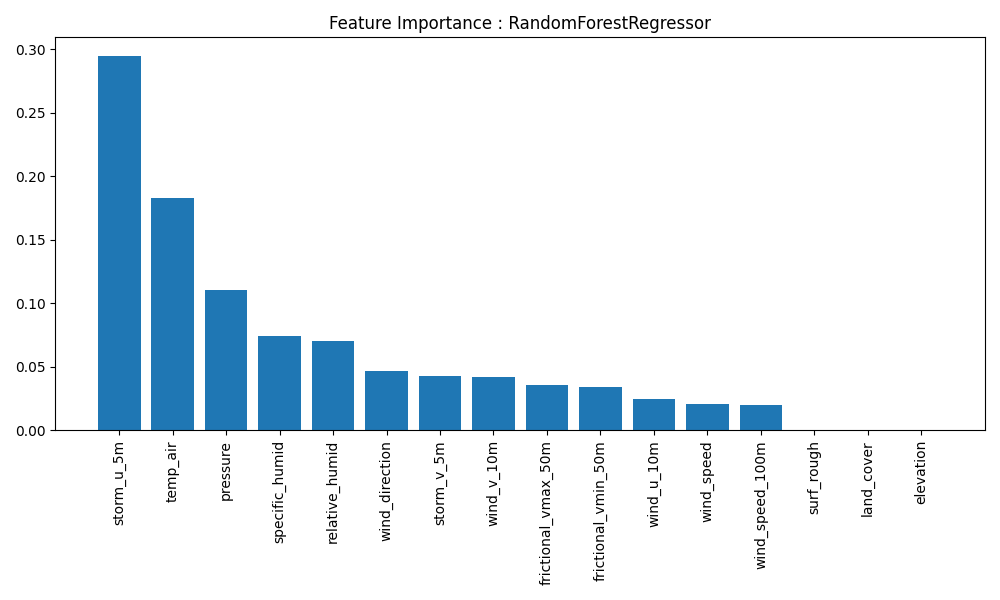 Feature Importance : RandomForestRegressor
0.30
0.25
0.20
0.15
0.10
0.05
0.00
storm_u_5m
temp_air
pressure
specific_humid
relative_humid
wind_direction
storm_v_5m
wind_v_10m
frictional_vmax_50m
frictional_vmin_50m
wind_u_10m
wind_speed
wind_speed_100m
surf_rough
land_cover
elevation